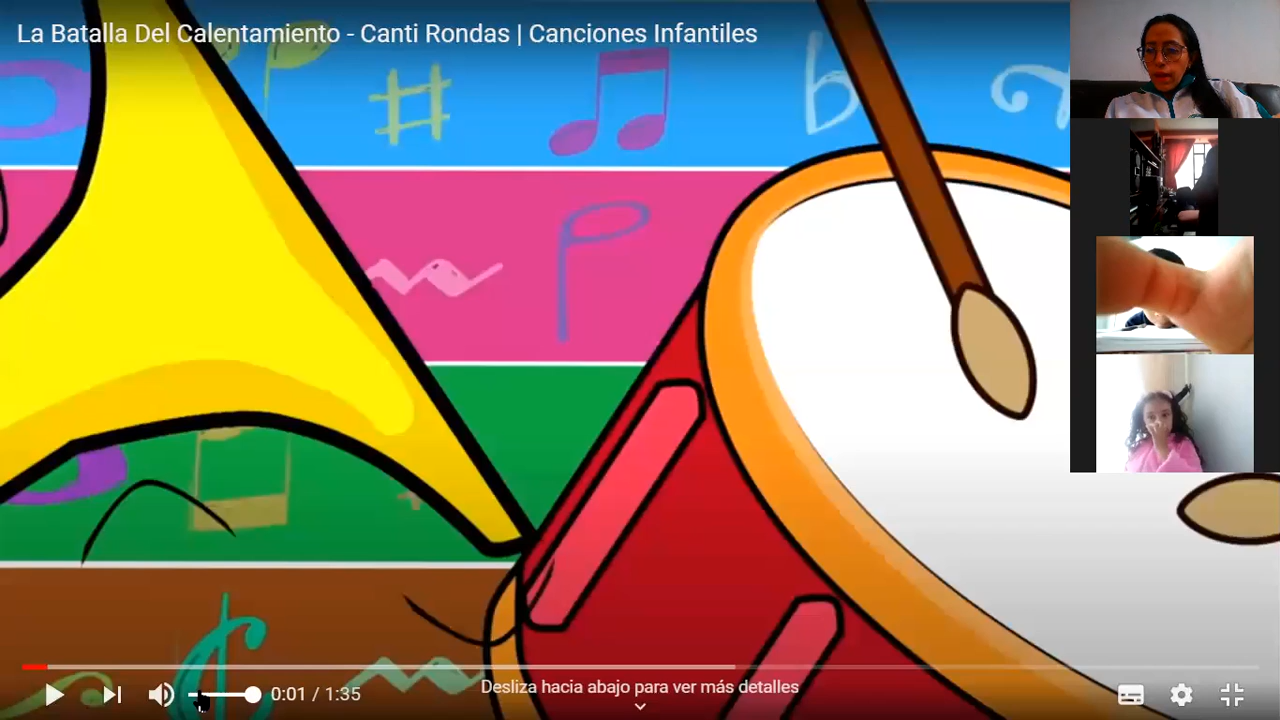 La Batalla Del Calentamiento - Canti Rondas | Canciones Infantiles
0:01 / 1:35
Desliza hacia abajo para ver más detalles